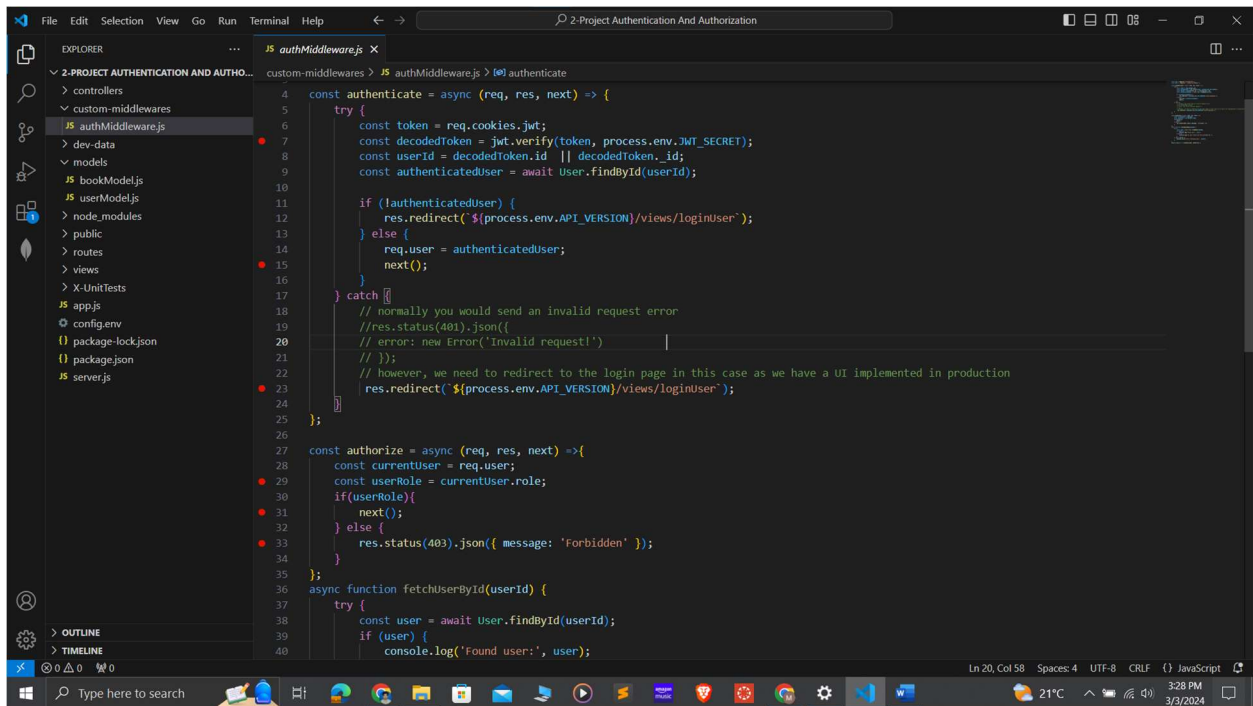 File Edit Selection View Go Run Terminal Help
2-Project Authentication And Authorization
EXPLORER
2-PROJECT AUTHENTICATION AND AUTHO...
controllers
custom-middlewares
JS authMiddleware.js
dev-data
models
JS bookModel.js
JS userModel.js
node_modules
public
routes
views
X-UnitTests
JS app.js
config.env
{} package-lock.json
{} package.json
JS server.js
OUTLINE
TIMELINE
1
JS authMiddleware.js
custom-middlewares > JS authMiddleware.js > authenticate
4 const authenticate = async (req, res, next) => {
5 try {
6 const token = req.cookies.jwt;
7 const decodedToken = jwt.verify(token, process.env.JWT_SECRET);
8 const userId = decodedToken.id || decodedToken._id;
9 const authenticatedUser = await User.findById(userId);
10
11 if (!authenticatedUser) {
12 res.redirect(`${process.env.API_VERSION}/views/loginUser`);
13 } else {
14 req.user = authenticatedUser;
15 next();
16 }
17 } catch {
18 // normally you would send an invalid request error
19 //res.status(401).json({
20 // error: new Error('Invalid request!')
21 // });
22 // however, we need to redirect to the login page in this case as we have a UI implemented in production
23 res.redirect(`${process.env.API_VERSION}/views/loginUser`);
24 }
25 };
26
27 const authorize = async (req, res, next) =>{
28 const currentUser = req.user;
29 const userRole = currentUser.role;
30 if(userRole){
31 next();
32 } else {
33 res.status(403).json({ message: 'Forbidden' });
34 }
35 };
36 async function fetchUserById(userId) {
37 try {
38 const user = await User.findById(userId);
39 if (user) {
40 console.log('Found user:', user);
0 0 0
Ln 20, Col 58 Spaces: 4 UTF-8 CRLF {} JavaScript
Type here to search
amazon music
21°C
3:28 PM
3/3/2024